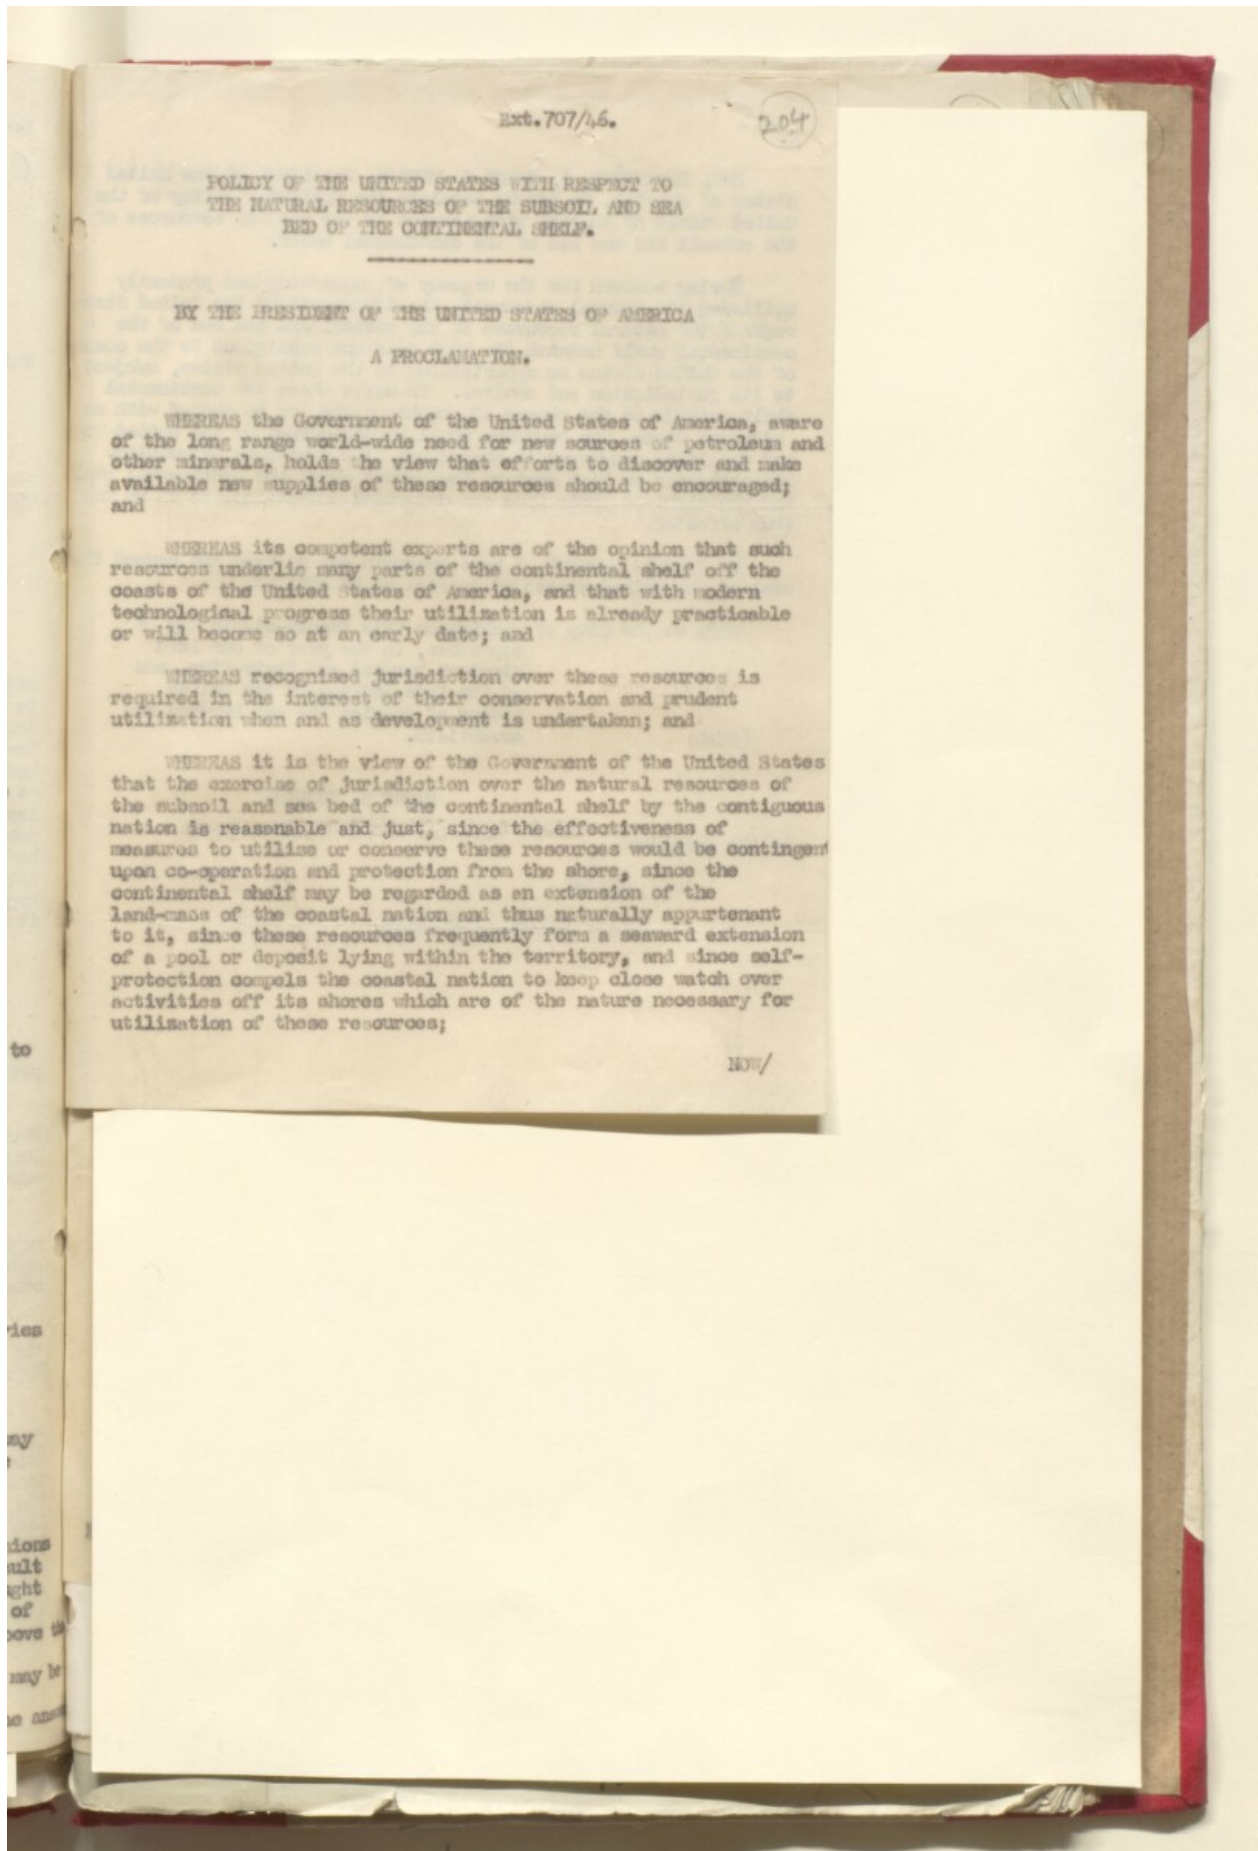 Ext.707/46.
204
POLICY OF THE UNITED STATES WITH RESPECT TO
THE NATURAL RESOURCES OF THE SUBSOIL AND SEA
BED OF THE CONTINENTAL SHELF.
BY THE PRESIDENT OF THE UNITED STATES OF AMERICA
A PROCLAMATION.
WHEREAS the Government of the United States of America, aware
of the long range world-wide need for new sources of petroleum and
other minerals, holds the view that efforts to discover and make
available new supplies of these resources should be encouraged;
and
WHEREAS its competent experts are of the opinion that such
resources underlie many parts of the continental shelf off the
coasts of the United States of America, and that with modern
technological progress their utilization is already practicable
or will become so at an early date; and
WHEREAS recognised jurisdiction over these resources is
required in the interest of their conservation and prudent
utilization when and as development is undertaken; and
WHEREAS it is the view of the Government of the United States
that the exercise of jurisdiction over the natural resources of
the subsoil and sea bed of the continental shelf by the contiguous
nation is reasonable and just, since the effectiveness of
measures to utilise or conserve these resources would be contingent
upon co-operation and protection from the shore, since the
continental shelf may be regarded as an extension of the
land-mass of the coastal nation and thus naturally appurtenant
to it, since these resources frequently form a seaward extension
of a pool or deposit lying within the territory, and since self-
protection compels the coastal nation to keep close watch over
activities off its shores which are of the nature necessary for
utilization of these resources;
NOW/
to
of
may be